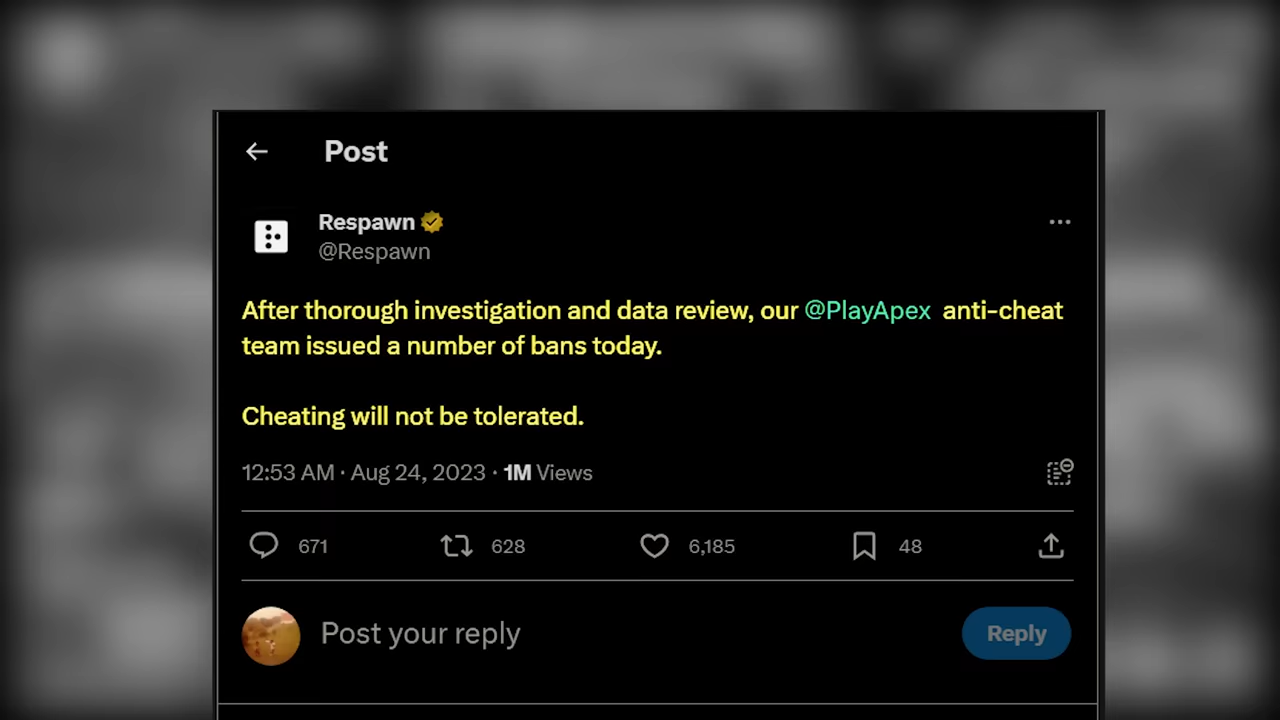 Post
Respawn
@Respawn
After thorough investigation and data review, our @PlayApex anti-cheat
team issued a number of bans today.
Cheating will not be tolerated.
12:53 AM · Aug 24, 2023 · 1M Views
671 628 6,185 48
Post your reply Reply